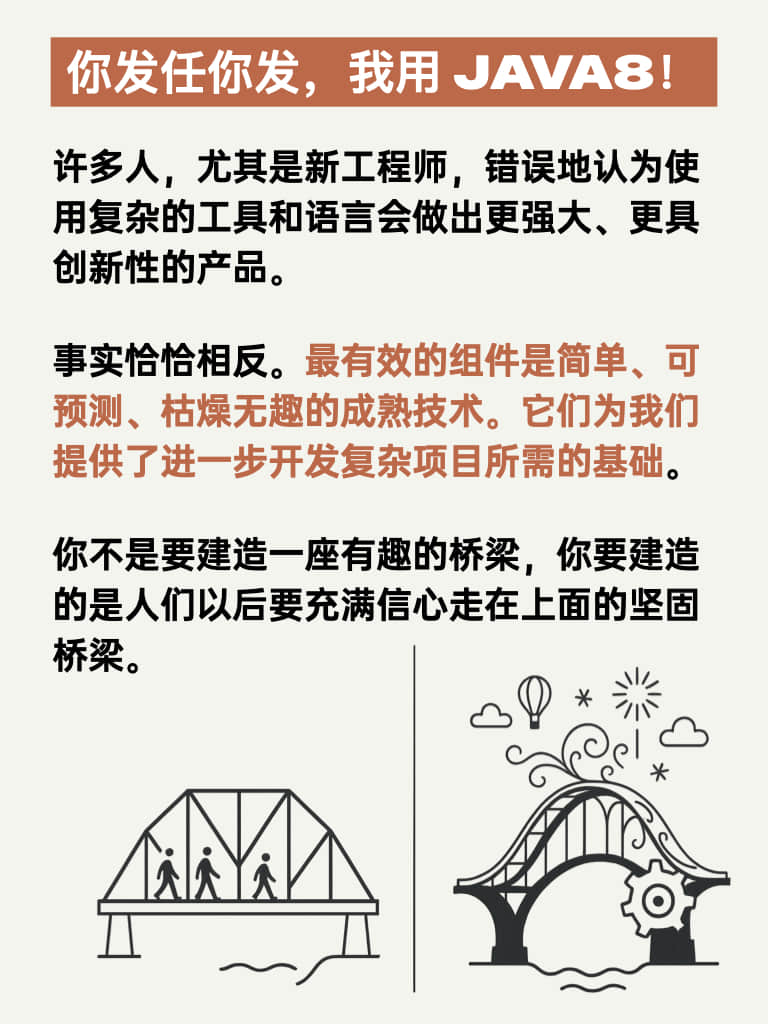 你发任你发，我用 JAVA8！
许多人，尤其是新工程师，错误地认为使
用复杂的工具和语言会做出更强大、更具
创新性的产品。
事实恰恰相反。最有效的组件是简单、可
预测、枯燥无趣的成熟技术。它们为我们
提供了进一步开发复杂项目所需的基础。
你不是要建造一座有趣的桥梁，你要建造
的是人们以后要充满信心走在上面的坚固
桥梁。